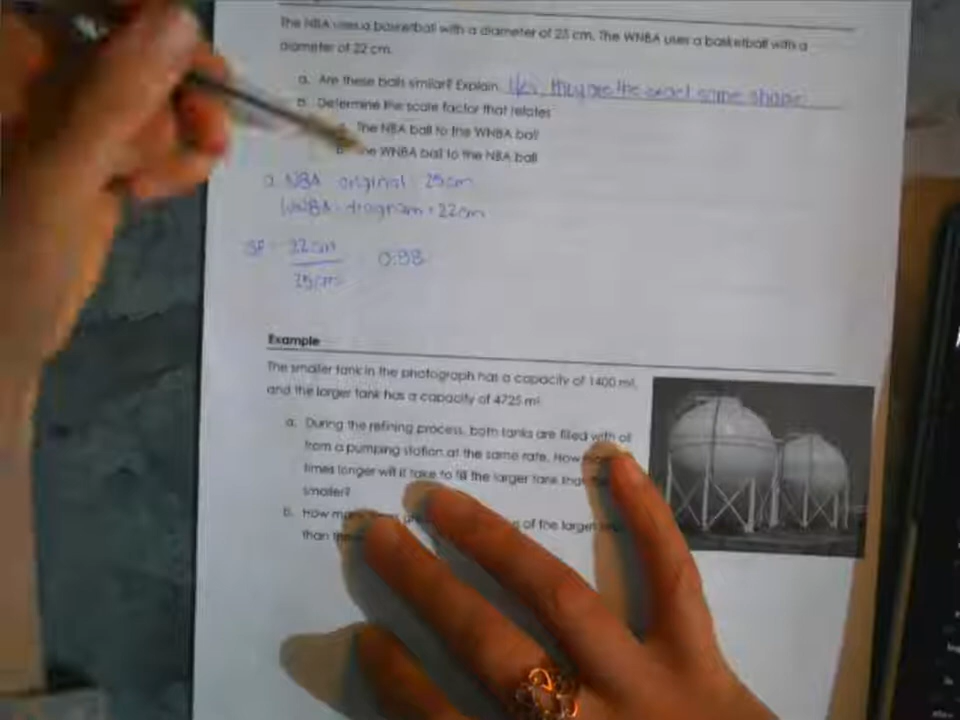 The NBA uses a basketball with a diameter of 25 cm. The WNBA uses a basketball with a
diameter of 22 cm.
a. Are these balls similar? Explain. Yes, they are the exact same shape
b. Determine the scale factor that relates
The NBA ball to the WNBA ball
The WNBA ball to the NBA ball
a. NBA original : 25cm
WNBA diagram : 22cm
SF = 22cm 0.88
25cm
Example
The smaller tank in the photograph has a capacity of 1400 m³,
and the larger tank has a capacity of 4725 m³.
a. During the refining process, both tanks are filled with oil
from a pumping station at the same rate. How
times longer will it take to fill the larger tank than
smaller?
b. How of the larger
than